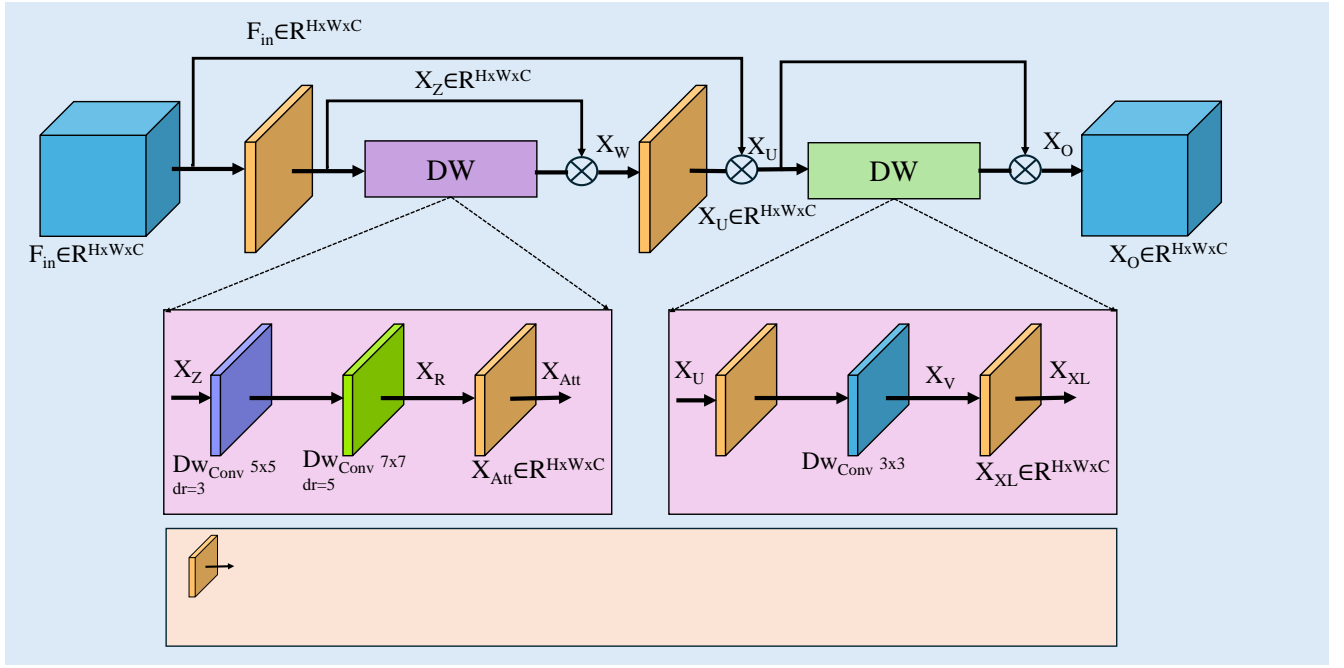 F_in∈R^HxWxC
X_Z∈R^HxWxC
X_W
X_U
X_O
DW
DW
F_in∈R^HxWxC
X_U∈R^HxWxC
X_O∈R^HxWxC
X_Z
X_R
X_Att
Dw_Conv 5x5
dr=3
Dw_Conv 7x7
dr=5
X_Att∈R^HxWxC
X_U
X_V
X_XL
Dw_Conv 3x3
X_XL∈R^HxWxC